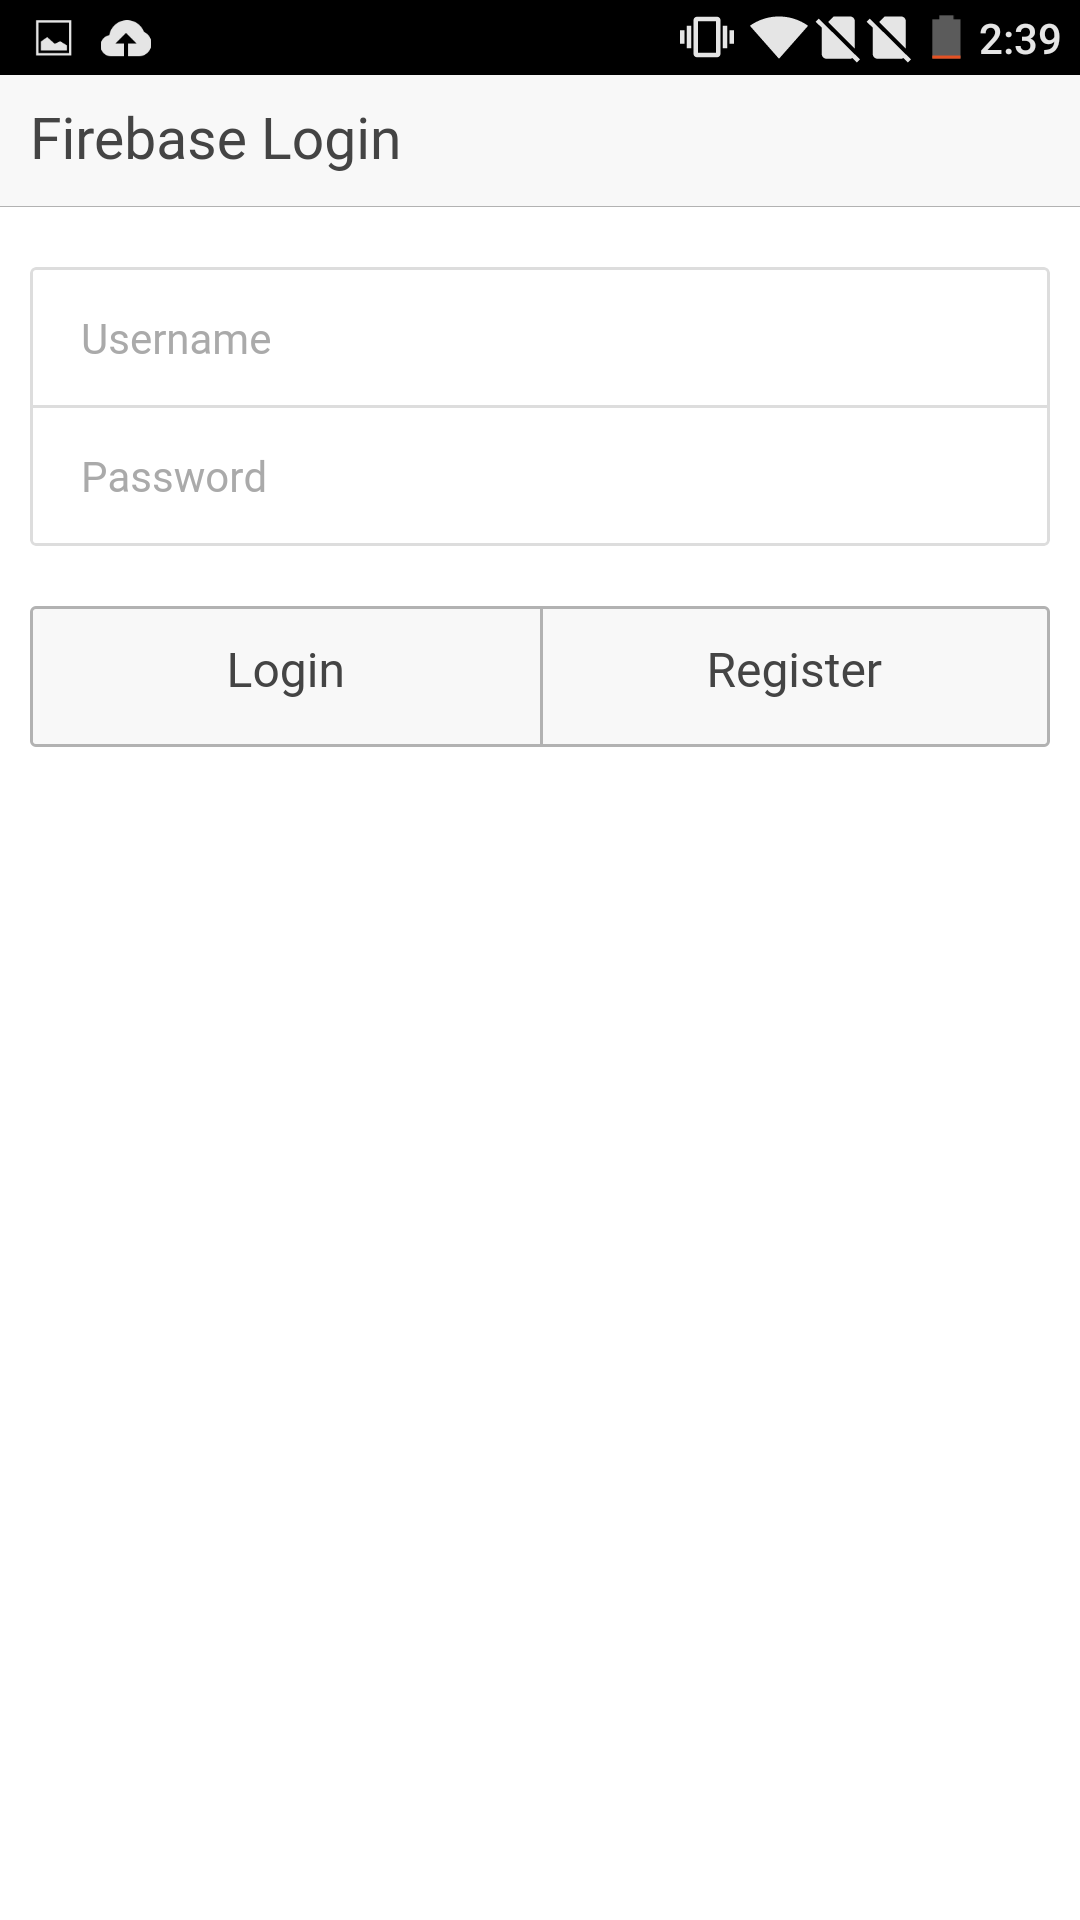 2:39
Firebase Login
Username
Password
Login Register